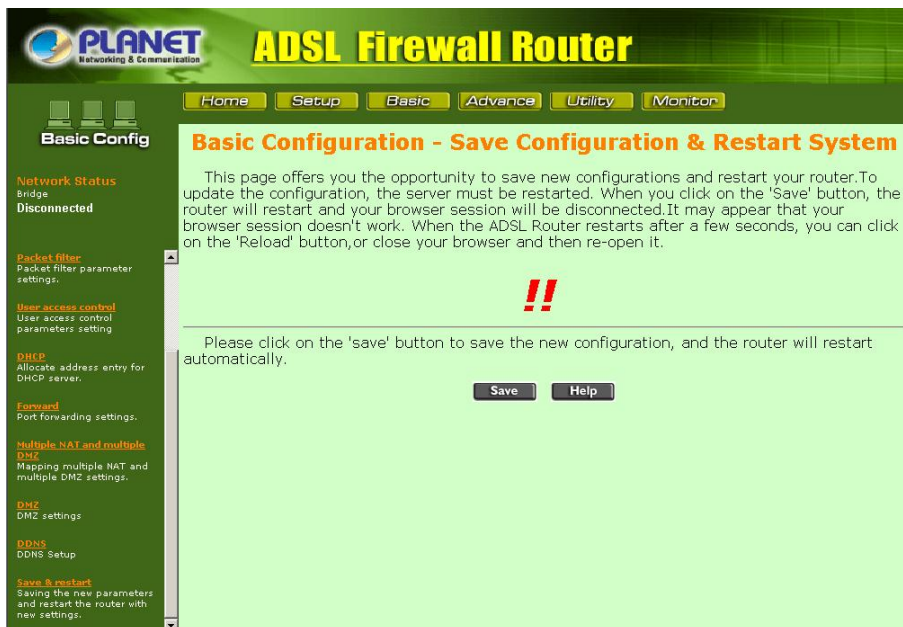 PLANET
Networking & Communication
ADSL Firewall Router
Home
Setup
Basic
Advance
Utility
Monitor
Basic Config
Network Status
Bridge
Disconnected
Packet filter
Packet filter parameter
settings.
User access control
User access control
parameters setting
DHCP
Allocate address entry for
DHCP server.
Forward
Port forwarding settings.
Multiple NAT and multiple
DMZ
Mapping multiple NAT and
multiple DMZ settings.
DMZ
DMZ settings
DDNS
DDNS Setup
Save & restart
Saving the new parameters
and restart the router with
new settings.
Basic Configuration - Save Configuration & Restart System
This page offers you the opportunity to save new configurations and restart your router.To
update the configuration, the server must be restarted. When you click on the 'Save' button, the
router will restart and your browser session will be disconnected.It may appear that your
browser session doesn't work. When the ADSL Router restarts after a few seconds, you can click
on the 'Reload' button,or close your browser and then re-open it.
!!
Please click on the 'save' button to save the new configuration, and the router will restart
automatically.
Save
Help